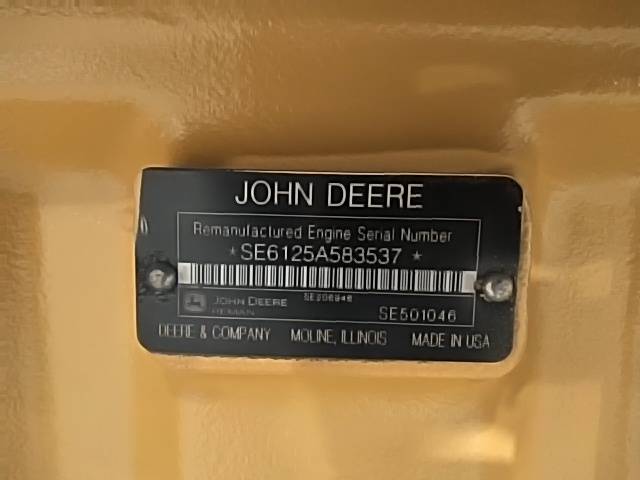 JOHN DEERE
Remanufactured Engine Serial Number
*SE6125A583537*
JOHN DEERE
REMAN
SE501046
DEERE & COMPANY MOLINE, ILLINOIS MADE IN USA